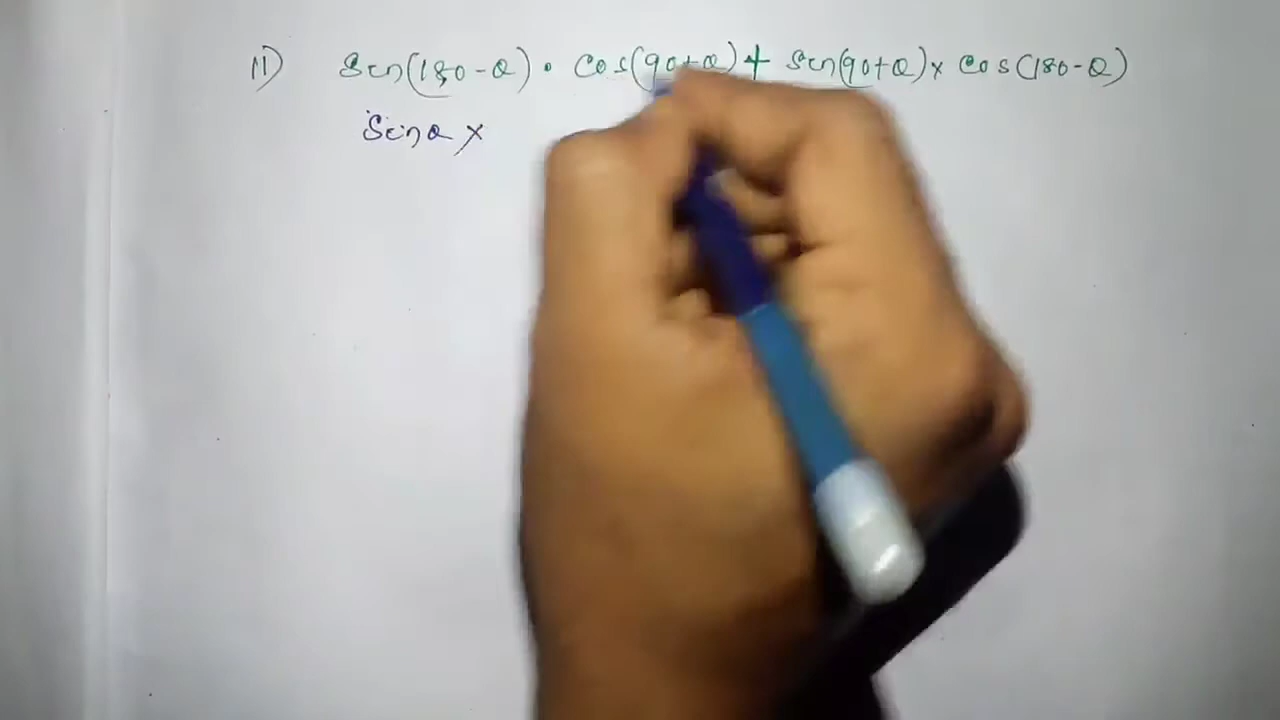 11) Sin(180-θ) • cos(90+θ) + Sin(90+θ) × cos(180-θ)
Sinθ ×